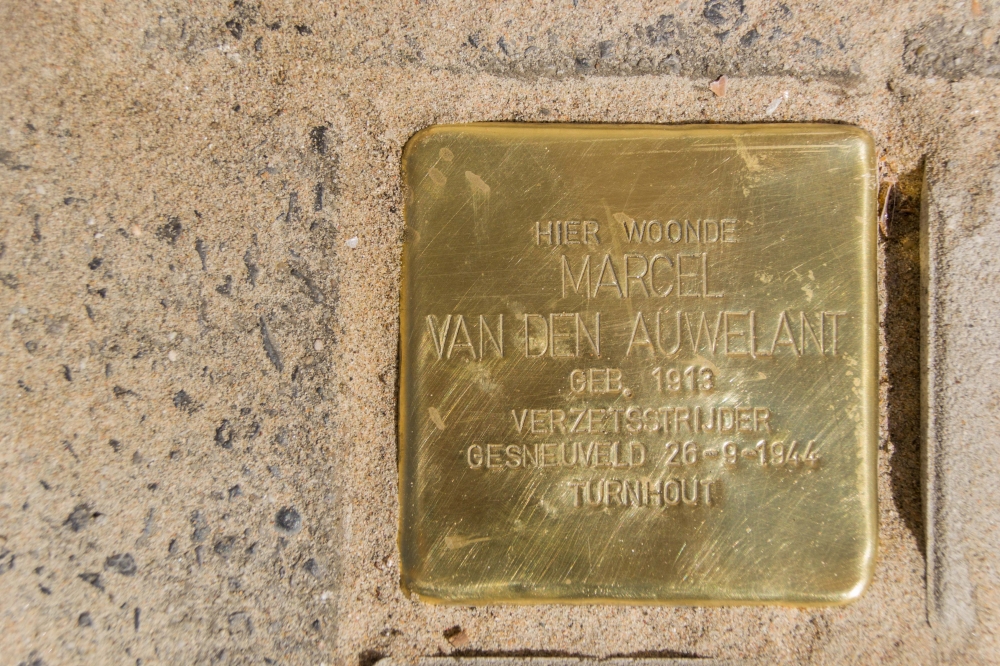 HIER WOONDE
MARCEL
VAN DEN AUWELANT
GEB. 1913
VERZETSSTRIJDER
GESNEUVELD 26-9-1944
TURNHOUT